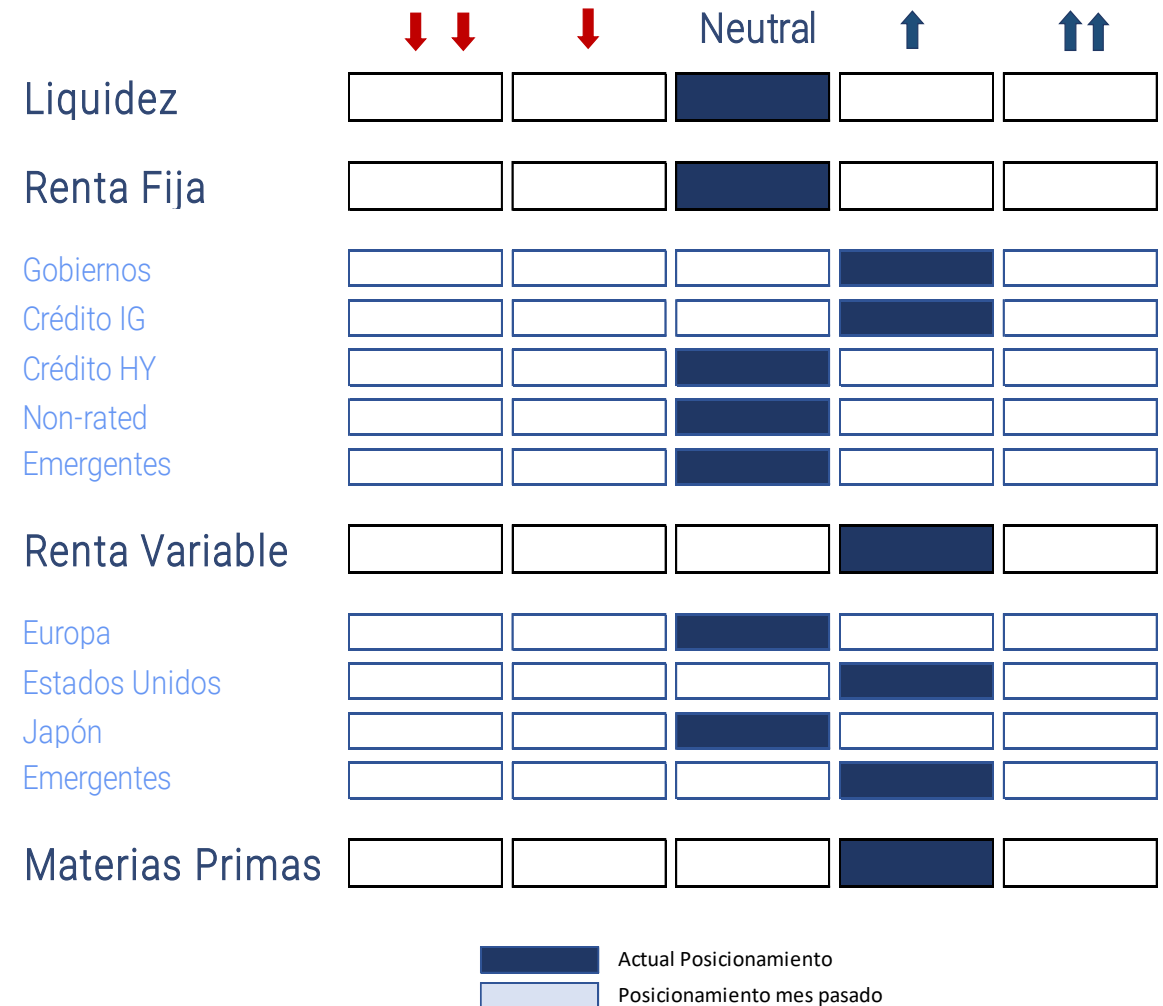 Neutral
Liquidez
Renta Fija
Gobiernos
Crédito IG
Crédito HY
Non-rated
Emergentes
Renta Variable
Europa
Estados Unidos
Japón
Emergentes
Materias Primas
Actual Posicionamiento
Posicionamiento mes pasado